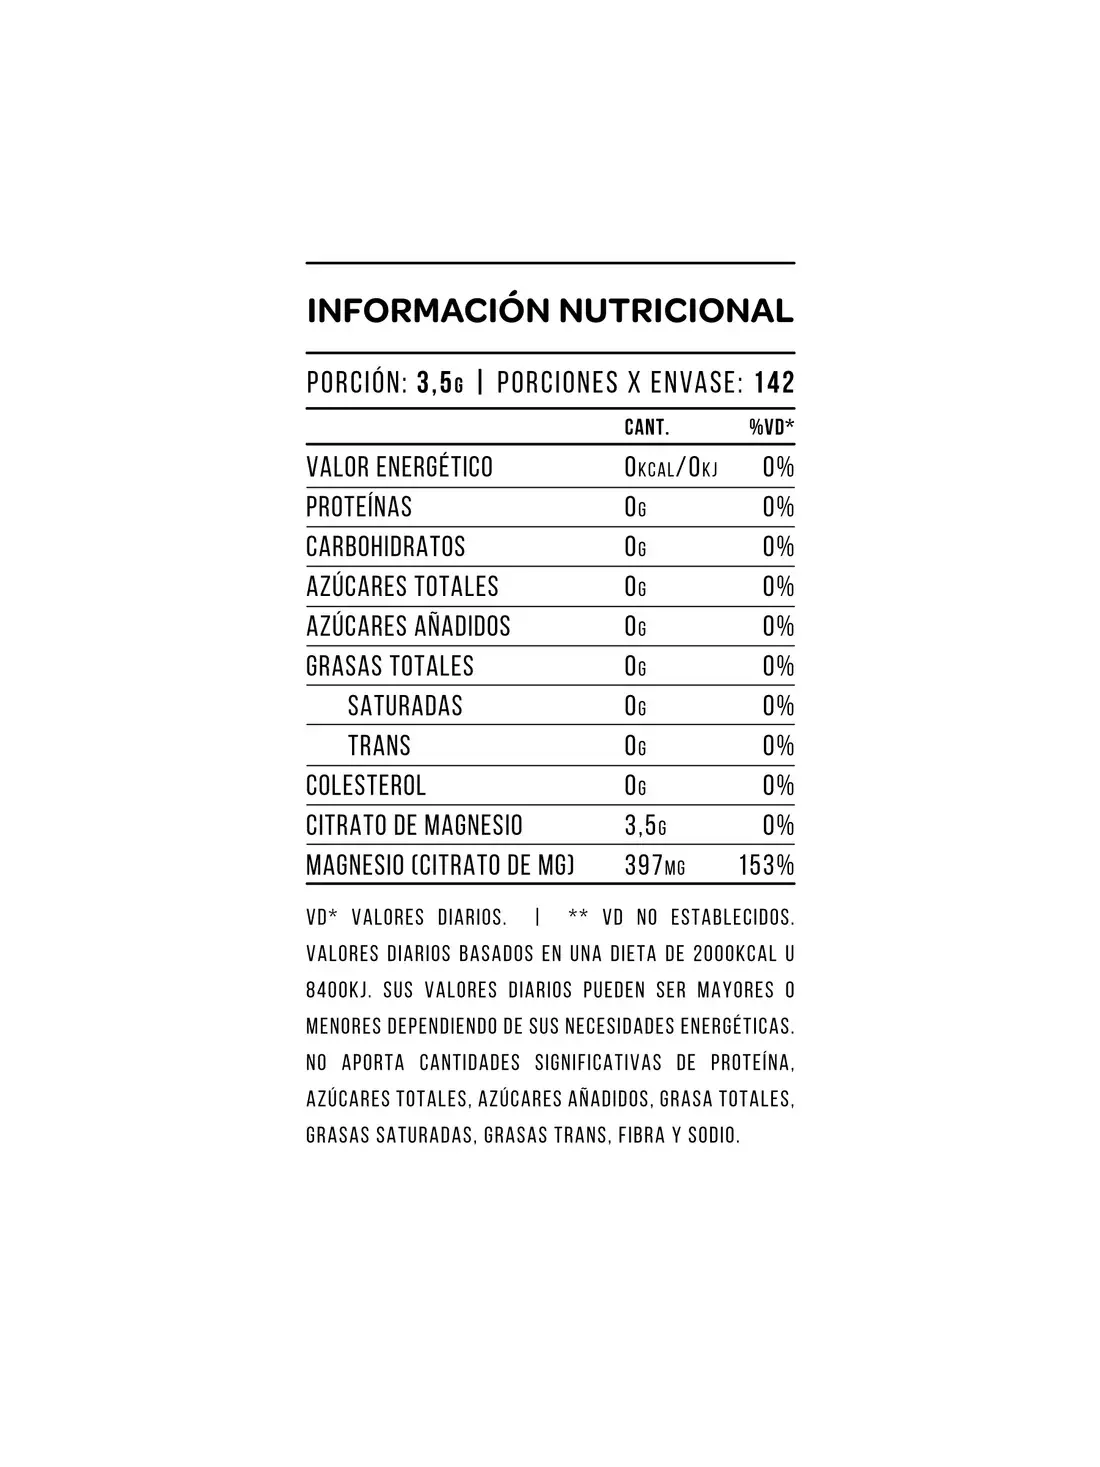 INFORMACIÓN NUTRICIONAL
PORCIÓN: 3,5G | PORCIONES X ENVASE: 142
CANT. %VD*
VALOR ENERGÉTICO 0KCAL/0KJ 0%
PROTEÍNAS 0G 0%
CARBOHIDRATOS 0G 0%
AZÚCARES TOTALES 0G 0%
AZÚCARES AÑADIDOS 0G 0%
GRASAS TOTALES 0G 0%
SATURADAS 0G 0%
TRANS 0G 0%
COLESTEROL 0G 0%
CITRATO DE MAGNESIO 3,5G 0%
MAGNESIO (CITRATO DE MG) 397MG 153%
VD* VALORES DIARIOS. | ** VD NO ESTABLECIDOS.
VALORES DIARIOS BASADOS EN UNA DIETA DE 2000KCAL U
8400KJ. SUS VALORES DIARIOS PUEDEN SER MAYORES O
MENORES DEPENDIENDO DE SUS NECESIDADES ENERGÉTICAS.
NO APORTA CANTIDADES SIGNIFICATIVAS DE PROTEÍNA,
AZÚCARES TOTALES, AZÚCARES AÑADIDOS, GRASA TOTALES,
GRASAS SATURADAS, GRASAS TRANS, FIBRA Y SODIO.